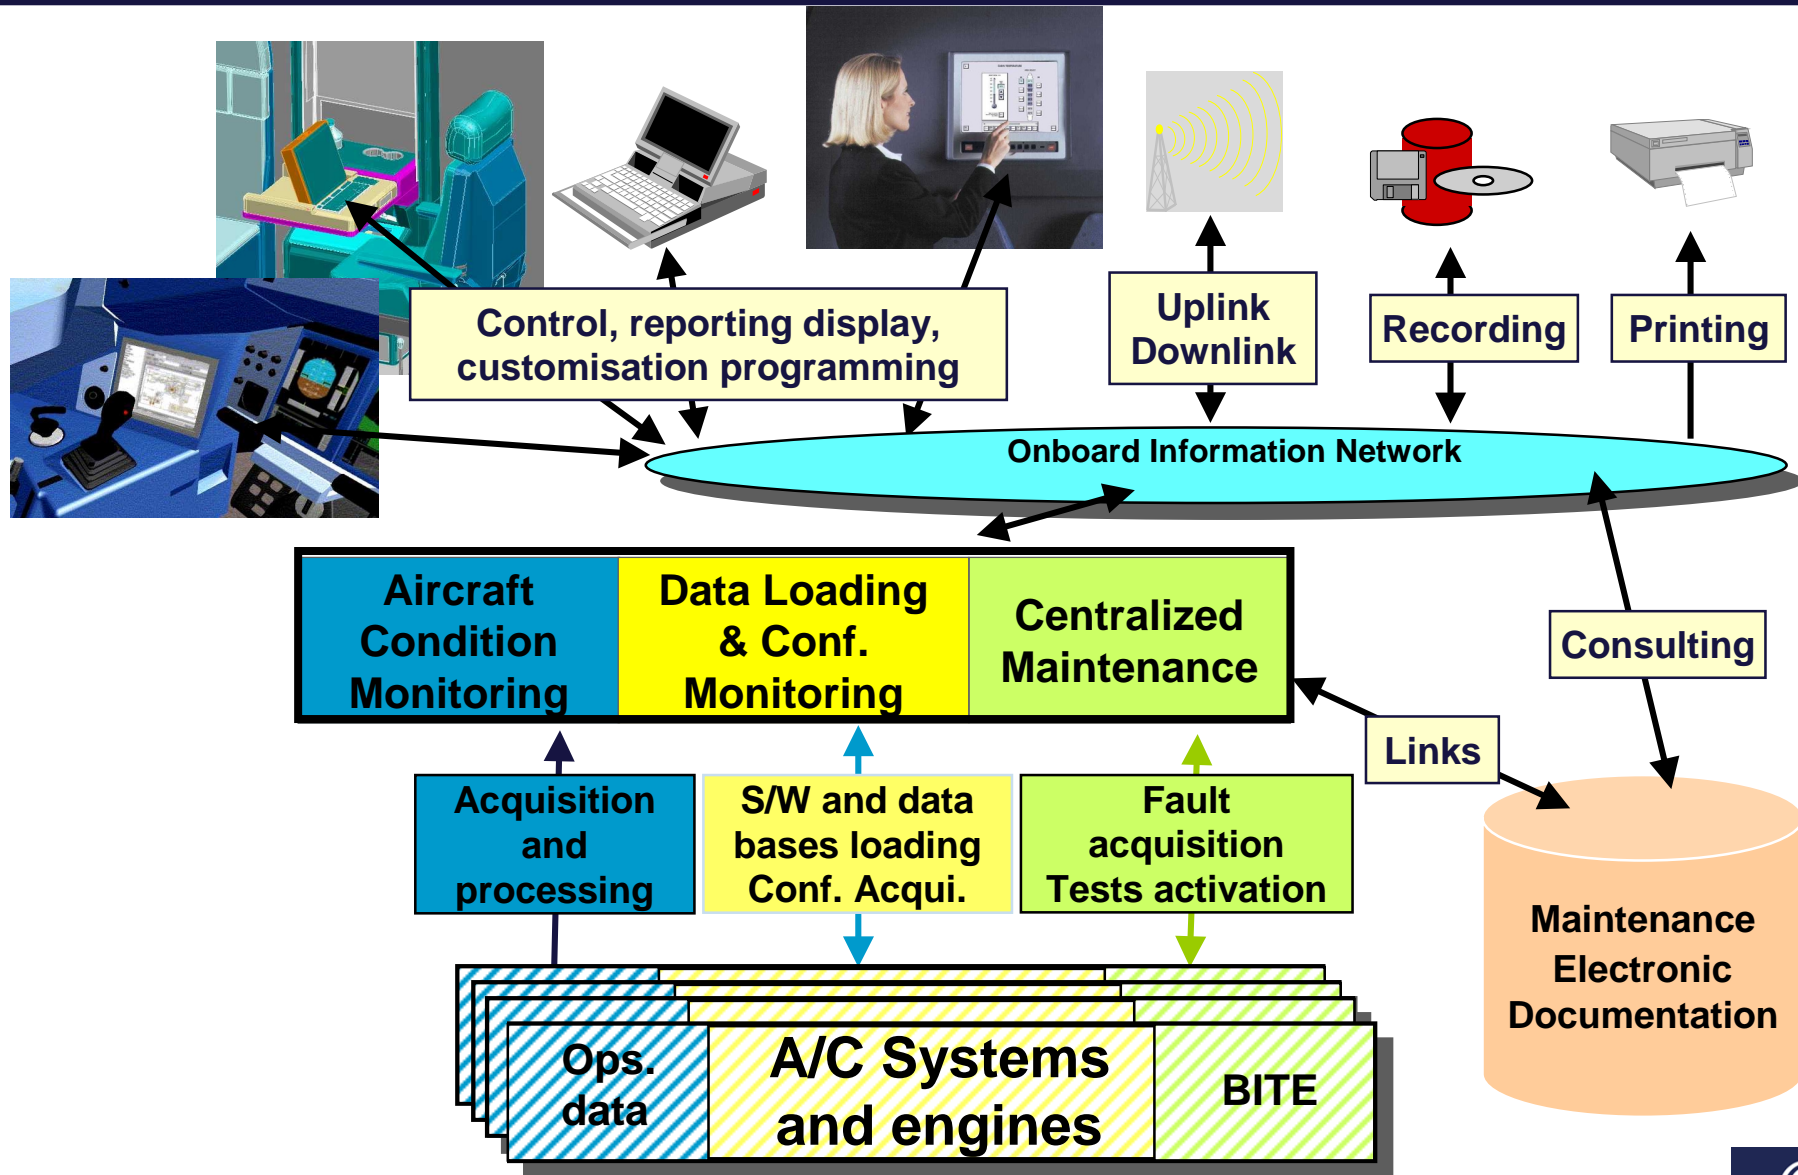 Control, reporting display,
customisation programming
Uplink
Downlink
Recording
Printing
Onboard Information Network
Aircraft
Condition
Monitoring
Data Loading
& Conf.
Monitoring
Centralized
Maintenance
Consulting
Links
Acquisition
and
processing
S/W and data
bases loading
Conf. Acqui.
Fault
acquisition
Tests activation
Maintenance
Electronic
Documentation
Ops.
data
A/C Systems
and engines
BITE